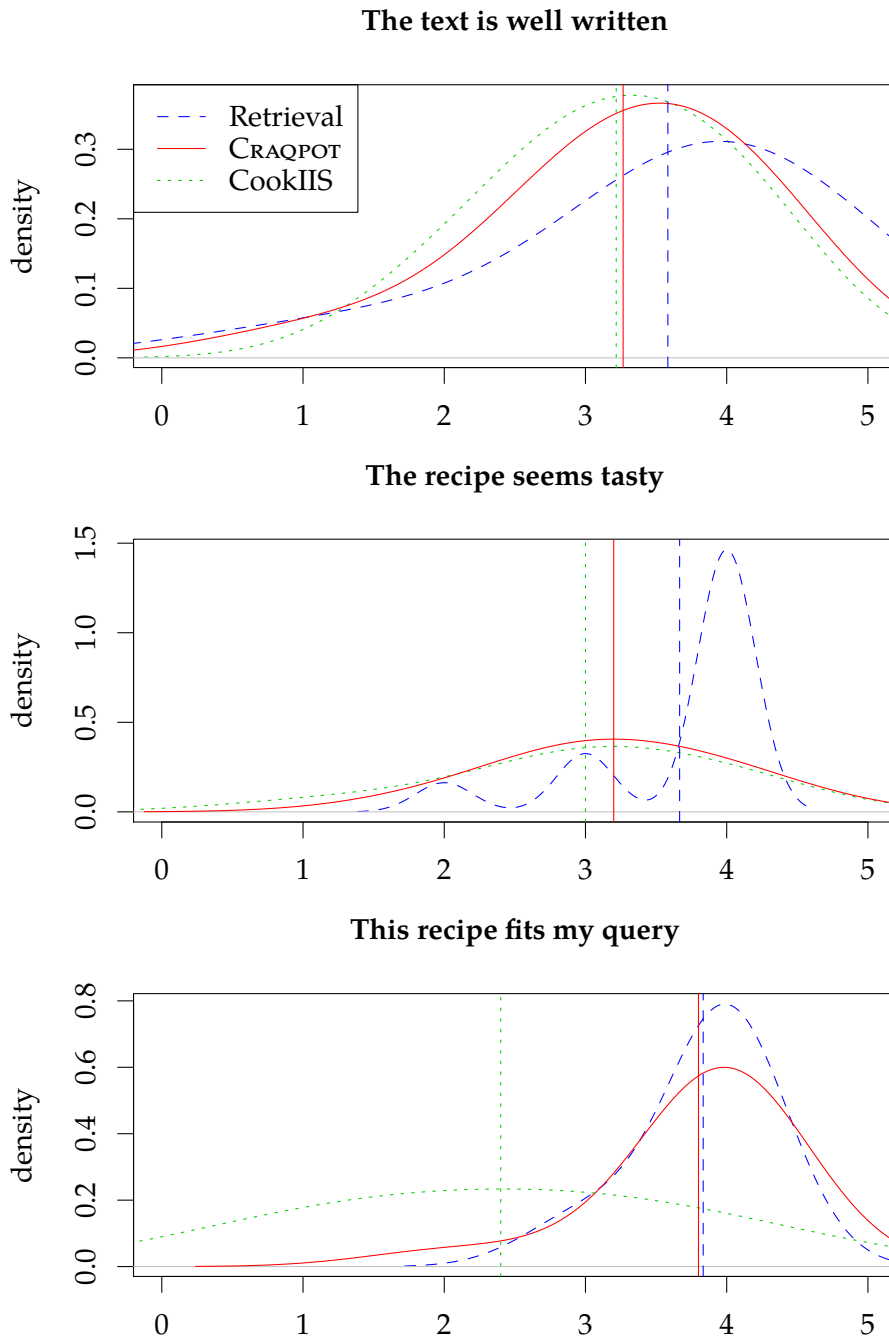 The text is well written
Retrieval
CRAQPOT
CookIIS
density
0.0 0.1 0.2 0.3
0 1 2 3 4 5
The recipe seems tasty
density
0.0 0.5 1.0 1.5
0 1 2 3 4 5
This recipe fits my query
density
0.0 0.2 0.4 0.6 0.8
0 1 2 3 4 5